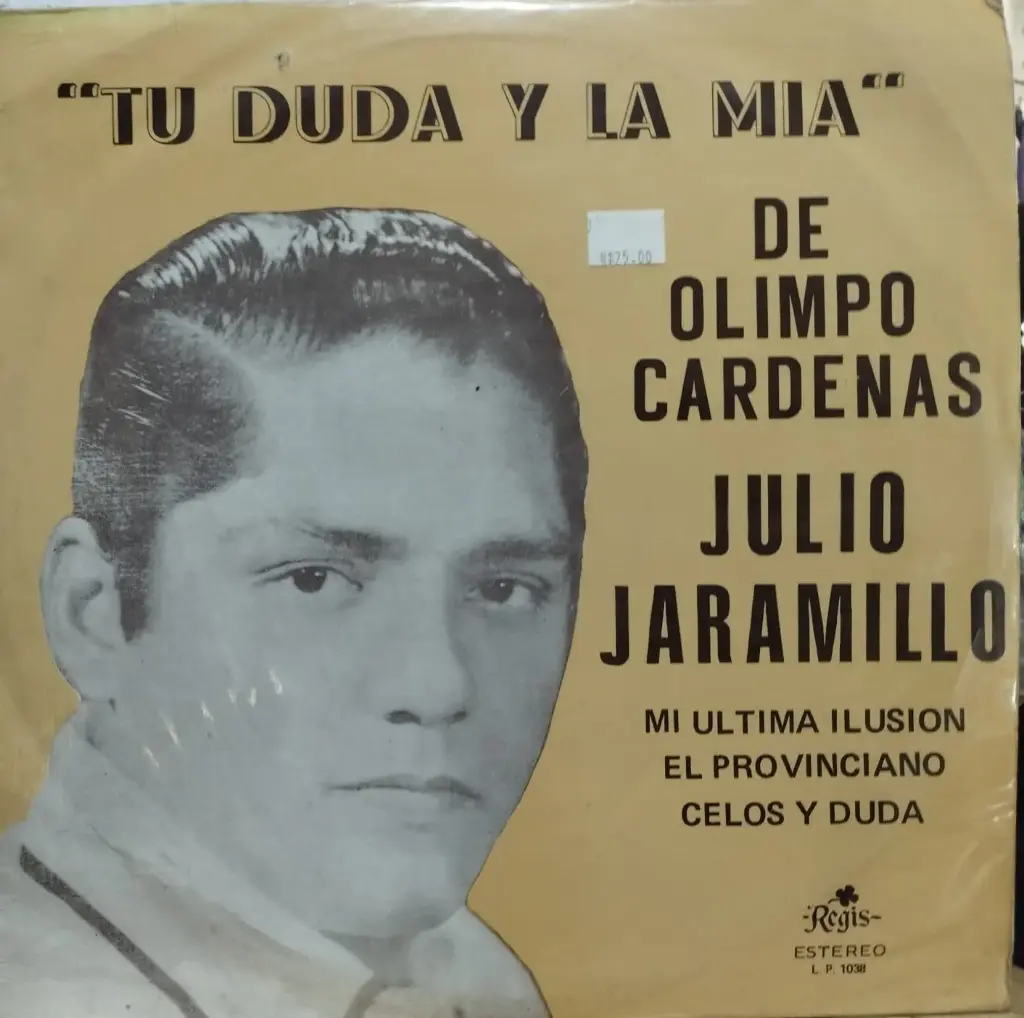 "TU DUDA Y LA MIA"
DE
OLIMPO
CARDENAS
JULIO
JARAMILLO
MI ULTIMA ILUSION
EL PROVINCIANO
CELOS Y DUDA
-Regis-
ESTEREO
L. P. 1038